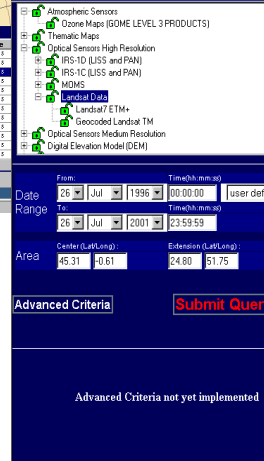 Atmospheric Sensors
Ozone Maps (GOME LEVEL 3 PRODUCTS)
Thematic Maps
Optical Sensors High Resolution
IRS-1D (LISS and PAN)
IRS-1C (LISS and PAN)
MOMS
Landsat Data
Landsat7 ETM+
Geocoded Landsat TM
Optical Sensors Medium Resolution
Digital Elevation Model (DEM)
From: Time(hh:mm:ss)
Date Range
26 Jul 1996 00:00:00 user def
To: Time(hh:mm:ss)
26 Jul 2001 23:59:59
Center (Lat/Long) : Extension (Lat/Long) :
Area 45.31 -0.61 24.80 51.75
Advanced Criteria Submit Quer
Advanced Criteria not yet implemented